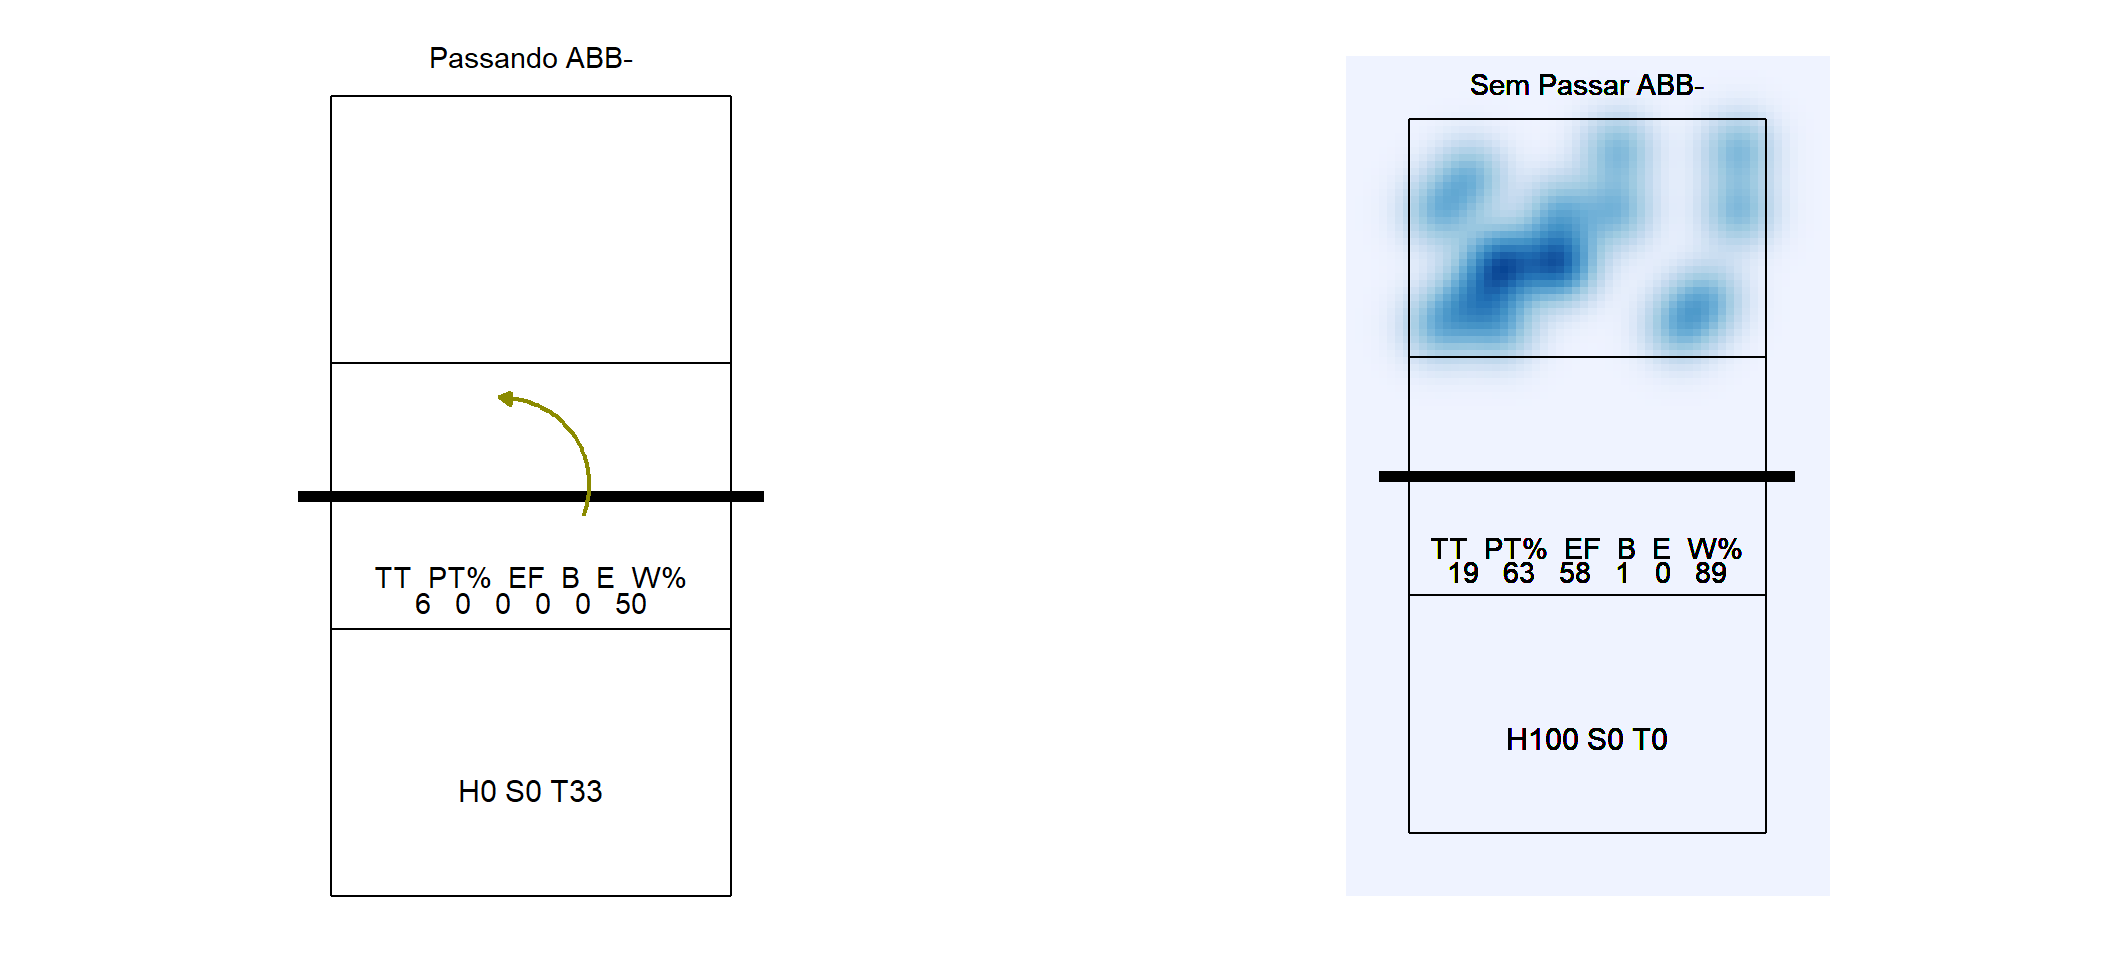 Passando ABB-
TT PT% EF B E W%
6 0 0 0 0 50
H0 S0 T33
Sem Passar ABB-
TT PT% EF B E W%
19 63 58 1 0 89
H100 S0 T0